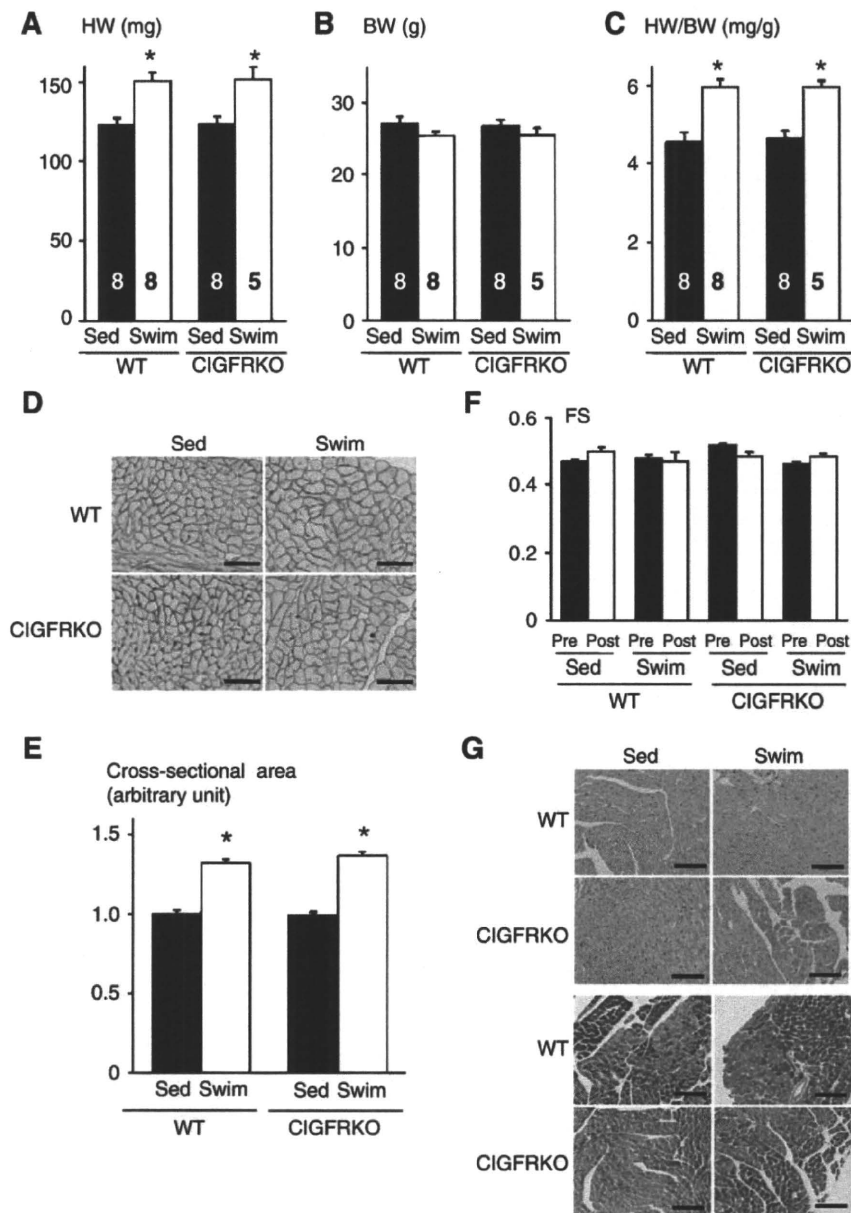 A HW (mg)
* *
150
100
50
0
8 8 8 5
Sed Swim Sed Swim
WT CIGFRKO
B BW (g)
30
20
10
0
8 8 8 5
Sed Swim Sed Swim
WT CIGFRKO
C HW/BW (mg/g)
* *
6
4
2
0
8 8 8 5
Sed Swim Sed Swim
WT CIGFRKO
D
Sed Swim
WT
CIGFRKO
F
FS
0.6
0.4
0.2
0
Pre Post Pre Post Pre Post Pre Post
Sed Swim Sed Swim
WT CIGFRKO
E
Cross-sectional area
(arbitrary unit)
* *
1.5
1.0
0.5
0
Sed Swim Sed Swim
WT CIGFRKO
G
Sed Swim
WT
CIGFRKO
WT
CIGFRKO